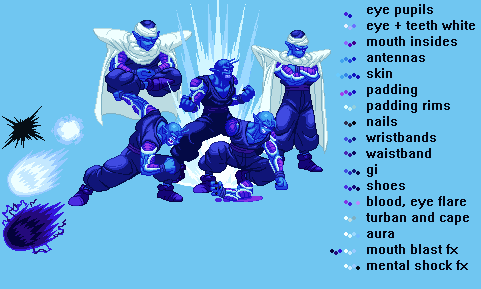 eye pupils
eye + teeth white
mouth insides
antennas
skin
padding
padding rims
nails
wristbands
waistband
gi
shoes
blood, eye flare
turban and cape
aura
mouth blast fx
mental shock fx